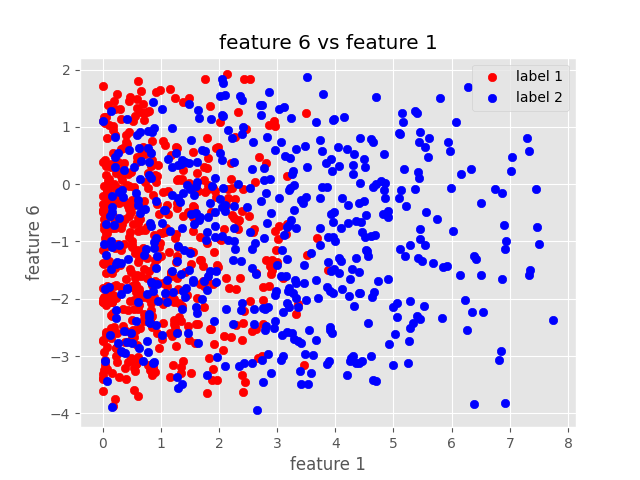 feature 6 vs feature 1
label 1
label 2
2
1
0
−1
−2
−3
−4
feature 6
0 1 2 3 4 5 6 7 8
feature 1